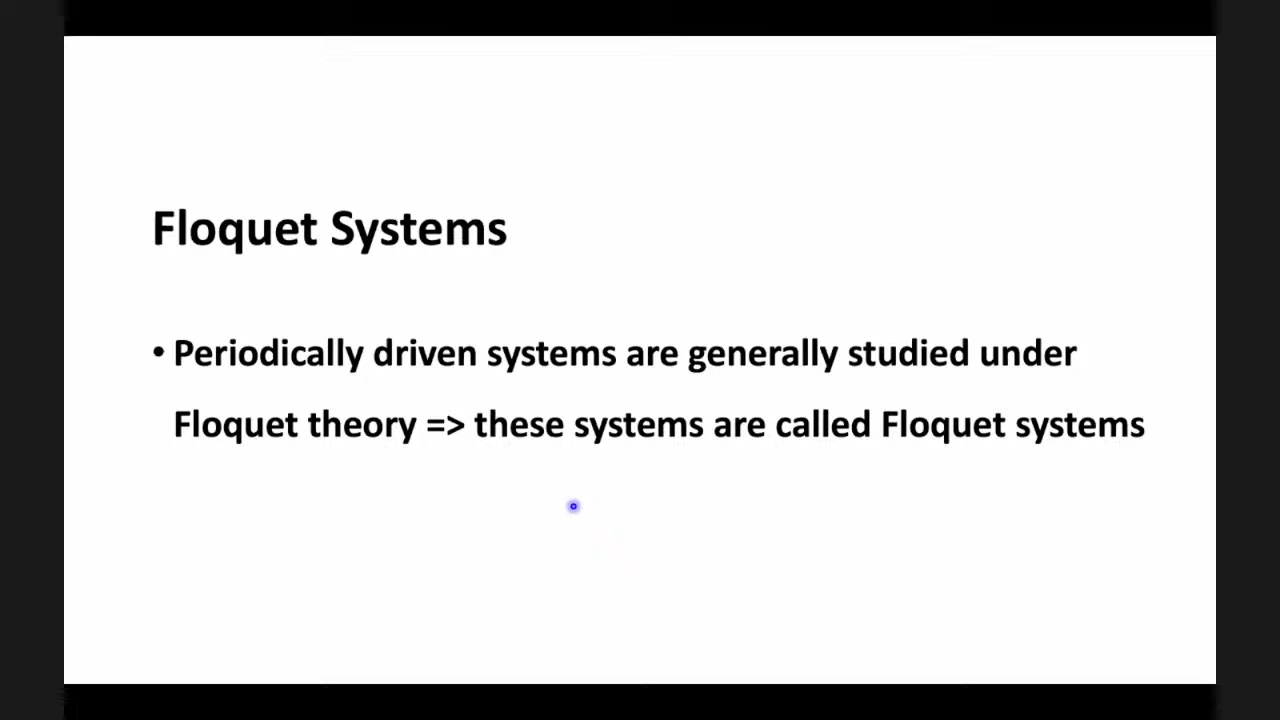 Floquet Systems
• Periodically driven systems are generally studied under
Floquet theory => these systems are called Floquet systems